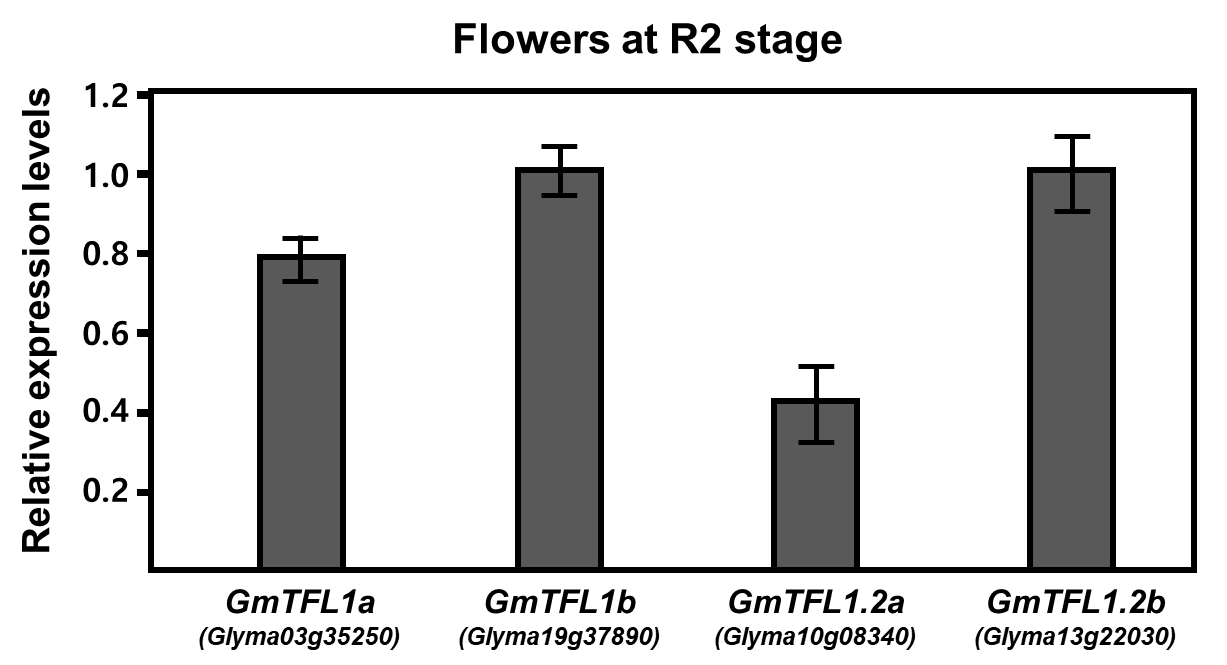 Flowers at R2 stage
Relative expression levels
1.2
1.0
0.8
0.6
0.4
0.2
GmTFL1a GmTFL1b GmTFL1.2a GmTFL1.2b
(Glyma03g35250) (Glyma19g37890) (Glyma10g08340) (Glyma13g22030)